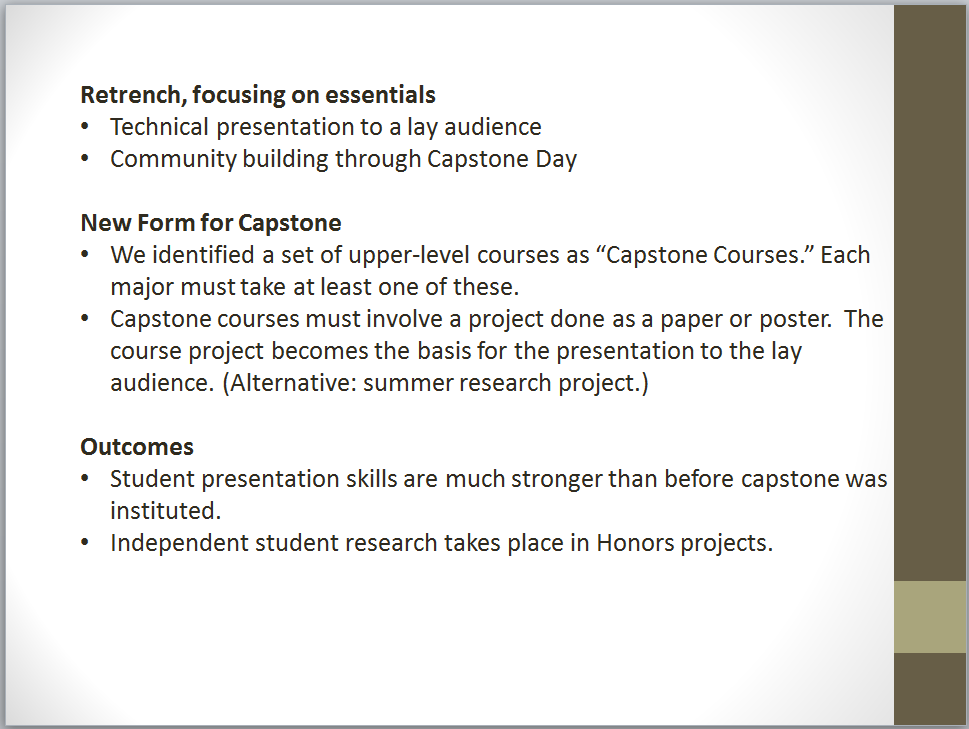 Retrench, focusing on essentials
• Technical presentation to a lay audience
• Community building through Capstone Day
New Form for Capstone
• We identified a set of upper-level courses as “Capstone Courses.” Each
major must take at least one of these.
• Capstone courses must involve a project done as a paper or poster.  The
course project becomes the basis for the presentation to the lay
audience. (Alternative: summer research project.)
Outcomes
• Student presentation skills are much stronger than before capstone was
instituted.
• Independent student research takes place in Honors projects.